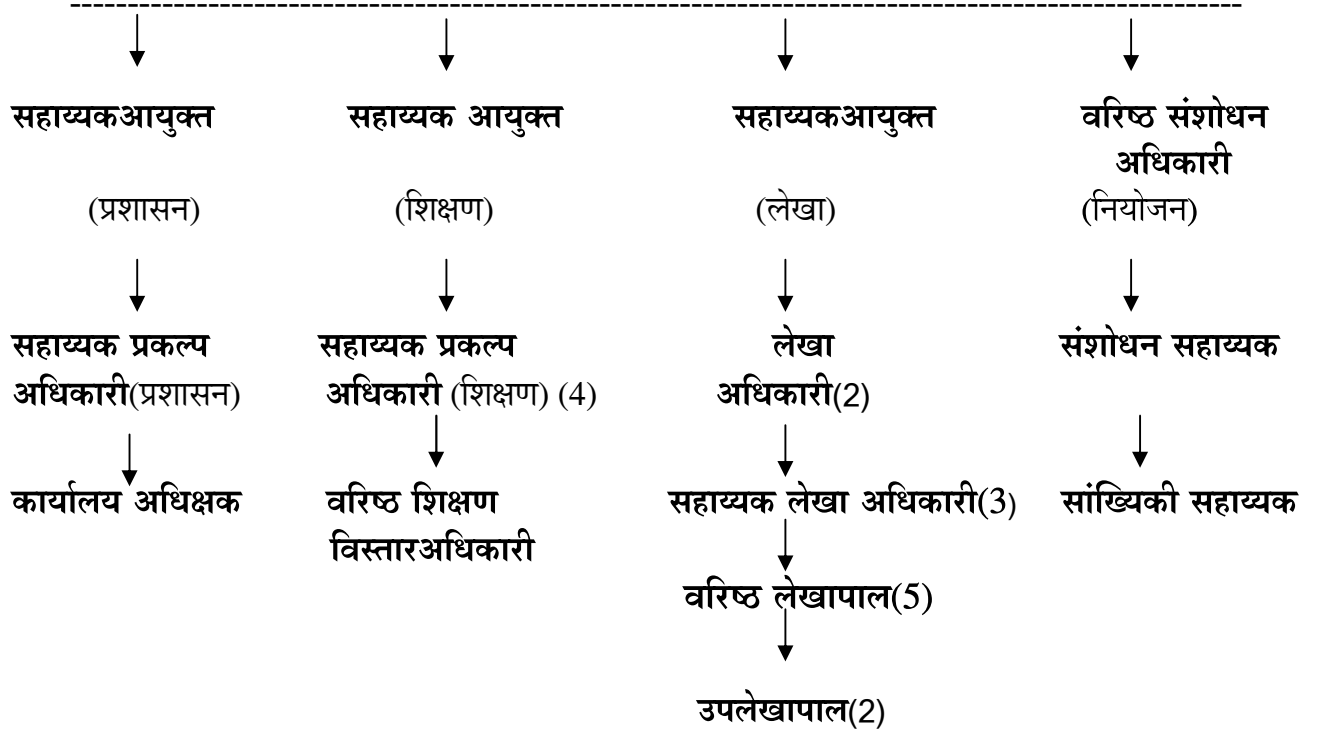 सहाय्यकआयुक्त सहाय्यक आयुक्त सहाय्यकआयुक्त वरिष्ठ संशोधन
अधिकारी
(प्रशासन) (शिक्षण) (लेखा) (नियोजन)
सहाय्यक प्रकल्प सहाय्यक प्रकल्प लेखा संशोधन सहाय्यक
अधिकारी(प्रशासन) अधिकारी (शिक्षण) (4) अधिकारी(2)
कार्यालय अधिक्षक वरिष्ठ शिक्षण सहाय्यक लेखा अधिकारी(3) सांख्यिकी सहाय्यक
विस्तारअधिकारी
वरिष्ठ लेखापाल(5)
उपलेखापाल(2)